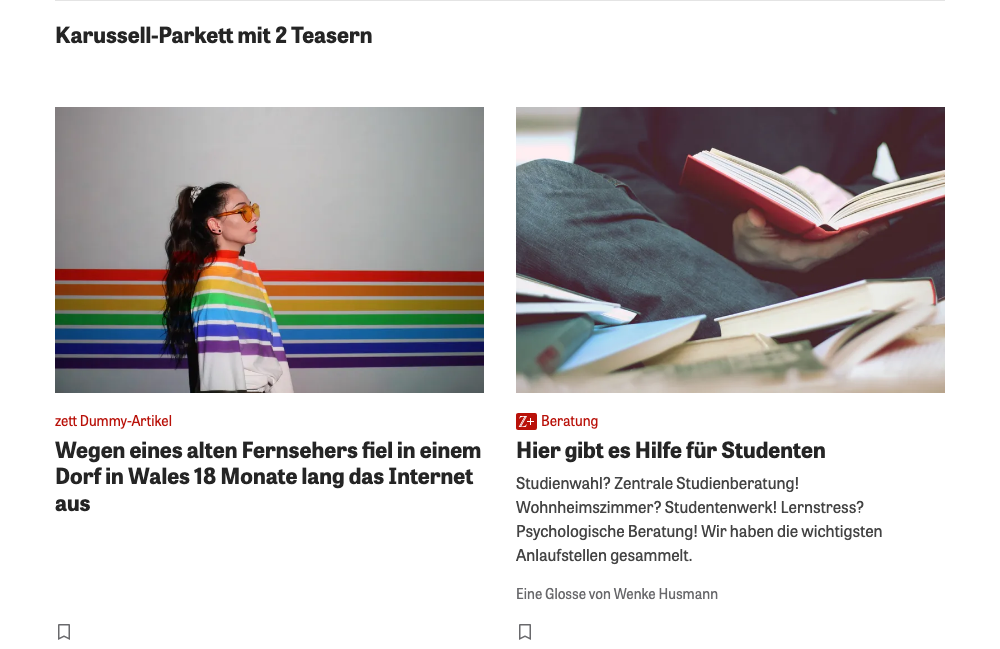 Karussell-Parkett mit 2 Teasern
zett Dummy-Artikel
Wegen eines alten Fernsehers fiel in einem
Dorf in Wales 18 Monate lang das Internet
aus
Z+ Beratung
Hier gibt es Hilfe für Studenten
Studienwahl? Zentrale Studienberatung!
Wohnheimszimmer? Studentenwerk! Lernstress?
Psychologische Beratung! Wir haben die wichtigsten
Anlaufstellen gesammelt.
Eine Glosse von Wenke Husmann